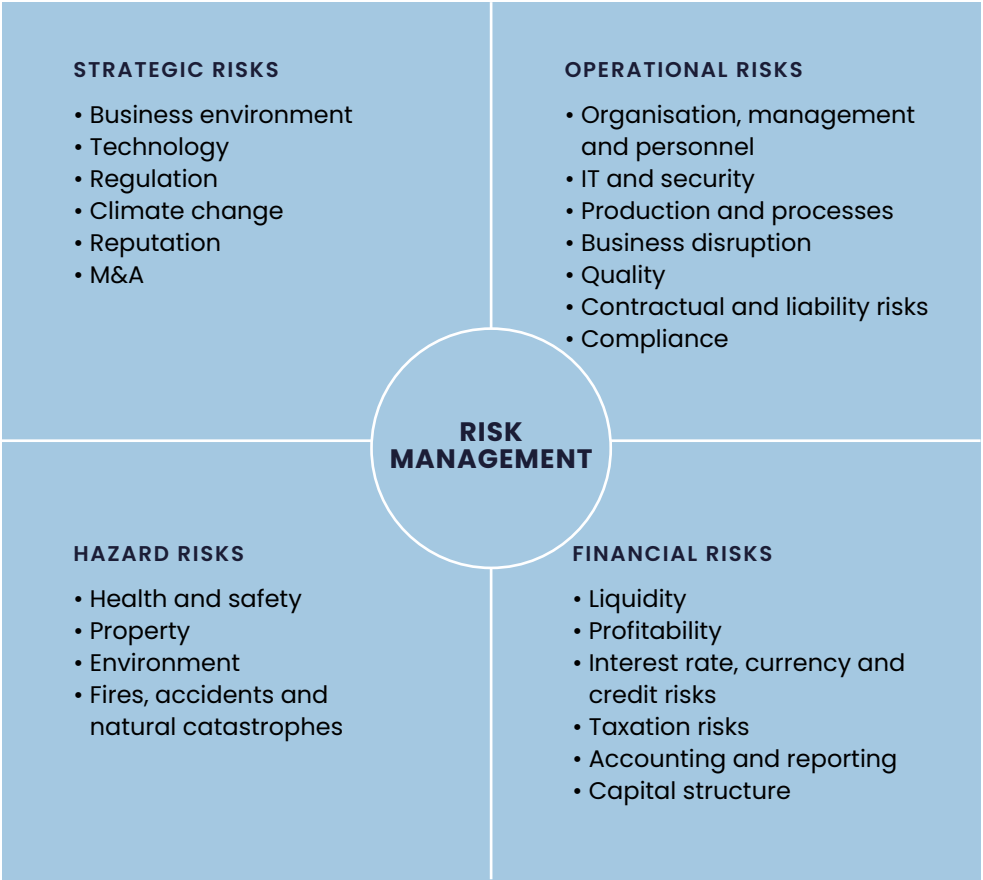 STRATEGIC RISKS
• Business environment
• Technology
• Regulation
• Climate change
• Reputation
• M&A
OPERATIONAL RISKS
• Organisation, management
and personnel
• IT and security
• Production and processes
• Business disruption
• Quality
• Contractual and liability risks
• Compliance
RISK
MANAGEMENT
HAZARD RISKS
• Health and safety
• Property
• Environment
• Fires, accidents and
natural catastrophes
FINANCIAL RISKS
• Liquidity
• Profitability
• Interest rate, currency and
credit risks
• Taxation risks
• Accounting and reporting
• Capital structure